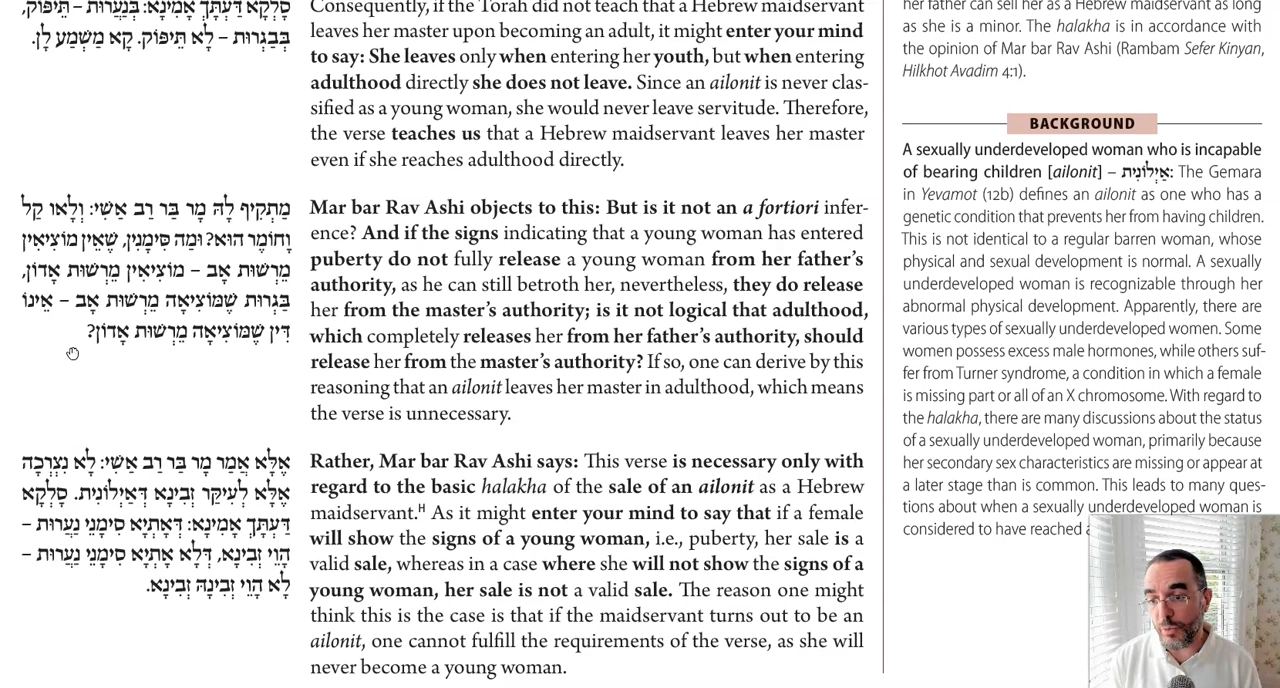 סָלְקָא דַּעְתָּךְ אָמִינָא: בְּנַעֲרוּת – תִּיפּוֹק,
בְּבַגְרוּת – לָא תִּיפּוֹק. קָא מַשְׁמַע לָן.
מַתְקֵיף לַהּ מָר בַּר רַב אַשִׁי: וְלָאו קַל
וָחוֹמֶר הוּא? וּמַה סִּימָנִין, שֶׁאֵין מוֹצִיאִין
מֵרְשׁוּת אָב – מוֹצִיאִין מֵרְשׁוּת אָדוֹן,
בַּגְרוּת שֶׁמּוֹצִיאָה מֵרְשׁוּת אָב – אֵינוֹ
דִּין שֶׁמּוֹצִיאָה מֵרְשׁוּת אָדוֹן?
אֶלָּא אֲמַר מָר בַּר רַב אַשִׁי: לָא נִצְרְכָה
אֶלָּא לְעִיקַּר זְבִינָא דְּאַיְלוֹנִית. סָלְקָא
דַּעְתָּךְ אָמִינָא: דְּאָתְיָא סִימָנֵי נַעֲרוּת –
הָוֵי זְבִינָא, דְּלָא אָתְיָא סִימָנֵי נַעֲרוּת –
לָא הָוֵי זְבִינָהּ זְבִינָא.
Consequently, if the Torah did not teach that a Hebrew maidservant
leaves her master upon becoming an adult, it might enter your mind
to say: She leaves only when entering her youth, but when entering
adulthood directly she does not leave. Since an ailonit is never clas-
sified as a young woman, she would never leave servitude. Therefore,
the verse teaches us that a Hebrew maidservant leaves her master
even if she reaches adulthood directly.
Mar bar Rav Ashi objects to this: But is it not an a fortiori infer-
ence? And if the signs indicating that a young woman has entered
puberty do not fully release a young woman from her father's
authority, as he can still betroth her, nevertheless, they do release
her from the master's authority; is it not logical that adulthood,
which completely releases her from her father's authority, should
release her from the master's authority? If so, one can derive by this
reasoning that an ailonit leaves her master in adulthood, which means
the verse is unnecessary.
Rather, Mar bar Rav Ashi says: This verse is necessary only with
regard to the basic halakha of the sale of an ailonit as a Hebrew
maidservant.H As it might enter your mind to say that if a female
will show the signs of a young woman, i.e., puberty, her sale is a
valid sale, whereas in a case where she will not show the signs of a
young woman, her sale is not a valid sale. The reason one might
think this is the case is that if the maidservant turns out to be an
ailonit, one cannot fulfill the requirements of the verse, as she will
never become a young woman.
her father can sell her as a Hebrew maidservant as long
as she is a minor. The halakha is in accordance with
the opinion of Mar bar Rav Ashi (Rambam Sefer Kinyan,
Hilkhot Avadim 4:1).
BACKGROUND
A sexually underdeveloped woman who is incapable
of bearing children [ailonit] – אַיְלוֹנִית: The Gemara
in Yevamot (12b) defines an ailonit as one who has a
genetic condition that prevents her from having children.
This is not identical to a regular barren woman, whose
physical and sexual development is normal. A sexually
underdeveloped woman is recognizable through her
abnormal physical development. Apparently, there are
various types of sexually underdeveloped women. Some
women possess excess male hormones, while others suf-
fer from Turner syndrome, a condition in which a female
is missing part or all of an X chromosome. With regard to
the halakha, there are many discussions about the status
of a sexually underdeveloped woman, primarily because
her secondary sex characteristics are missing or appear at
a later stage than is common. This leads to many ques-
tions about when a sexually underdeveloped woman is
considered to have reached